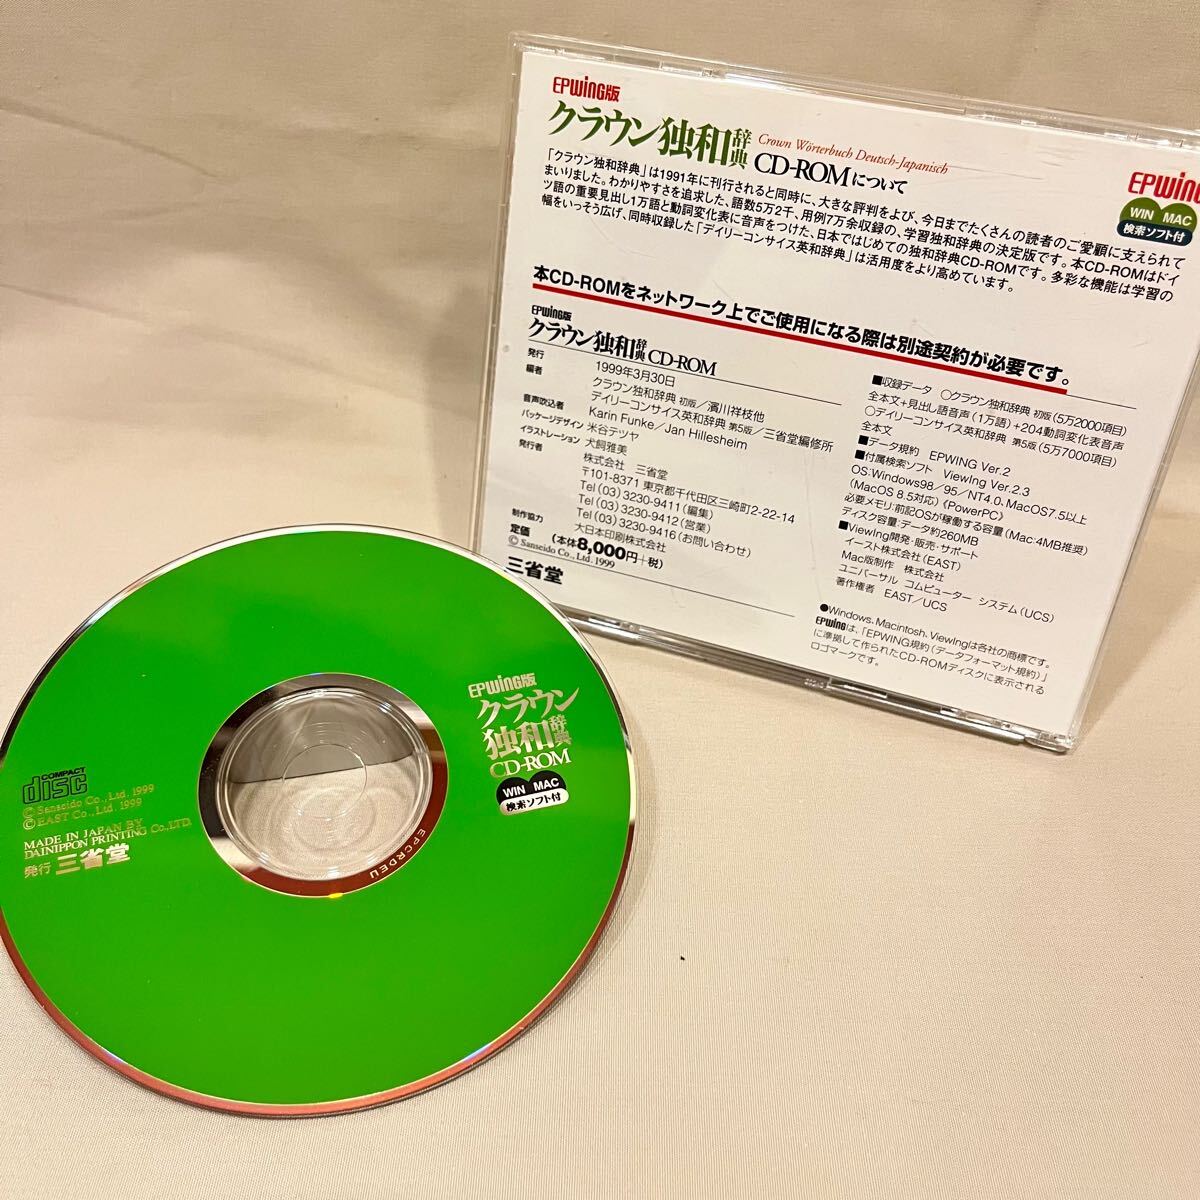 EPWING版
クラウン独和辞典 CD-ROMについて
Crown Wörterbuch Deutsch-Japanisch
「クラウン独和辞典」は1991年に刊行されると同時に、大きな評判をよび、今日までたくさんの読者のご愛顧に支えられて
まいりました。わかりやすさを追求した、語数5万2千、用例7万余収録の、学習独和辞典の決定版です。本CD-ROMはドイ
ツ語の重要見出し1万語と動詞変化表に音声をつけた、日本ではじめての独和辞典CD-ROMです。多彩な機能は学習の
幅をいっそう広げ、同時収録した「デイリーコンサイス英和辞典」は活用度をより高めています。
EPWING
WIN MAC
検索ソフト付
本CD-ROMをネットワーク上でご使用になる際は別途契約が必要です。
EPWING版
クラウン独和辞典 CD-ROM
発行 1999年3月30日
編者 クラウン独和辞典 初版／濱川祥枝他
デイリーコンサイス英和辞典 第5版／三省堂編修所
音声吹込者 Karin Funke／Jan Hillesheim
パッケージデザイン 米谷テツヤ
イラストレーション 犬飼雅美
発行者 株式会社 三省堂
〒101-8371 東京都千代田区三崎町2-22-14
Tel (03) 3230-9411 (編集)
Tel (03) 3230-9412 (営業)
Tel (03) 3230-9416 (お問い合わせ)
制作協力 大日本印刷株式会社
定価 (本体8,000円+税)
© Sanseido Co., Ltd. 1999
三省堂
■収録データ ○クラウン独和辞典 初版 (5万2000項目)
全本文+見出し語音声 (1万語) +204動詞変化表音声
○デイリーコンサイス英和辞典 第5版 (5万7000項目)
全本文
■データ規約 EPWING Ver.2
■付属検索ソフト ViewIng Ver.2.3
OS:Windows98／95／NT4.0、MacOS7.5以上
(MacOS 8.5対応)《PowerPC》
必要メモリ:前記OSが稼働する容量 (Mac:4MB推奨)
ディスク容量:データ約260MB
■ViewIng開発・販売・サポート
イースト株式会社(EAST)
Mac版制作 株式会社
ユニバーサル コムピューター システム(UCS)
著作権者 EAST／UCS
●Windows、Macintosh、ViewIngは各社の商標です。
EPWINGは、「EPWING規約(データフォーマット規約)」
に準拠して作られたCD-ROMディスクに表示される
ロゴマークです。
EPWING版
クラウン
独和辞典
CD-ROM
WIN MAC
検索ソフト付
COMPACT
disc
© Sanseido Co., Ltd. 1999
© EAST Co., Ltd. 1999
MADE IN JAPAN BY
DAINIPPON PRINTING Co.,LTD.
発行 三省堂
EPCCRDEU